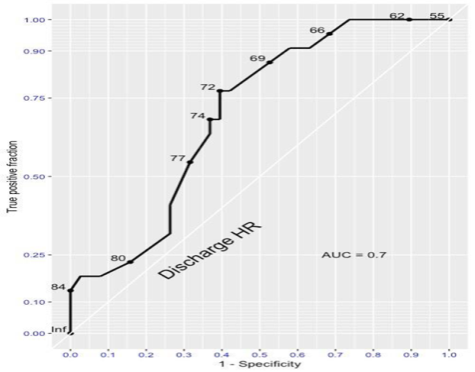 1.00
0.90
0.75
0.50
0.25
0.10
0.00
True positive fraction
62
55
66
69
72
74
77
80
84
Inf
Discharge HR
AUC = 0.7
0.0 0.1 0.2 0.3 0.4 0.5 0.6 0.7 0.8 0.9 1.0
1 - Specificity